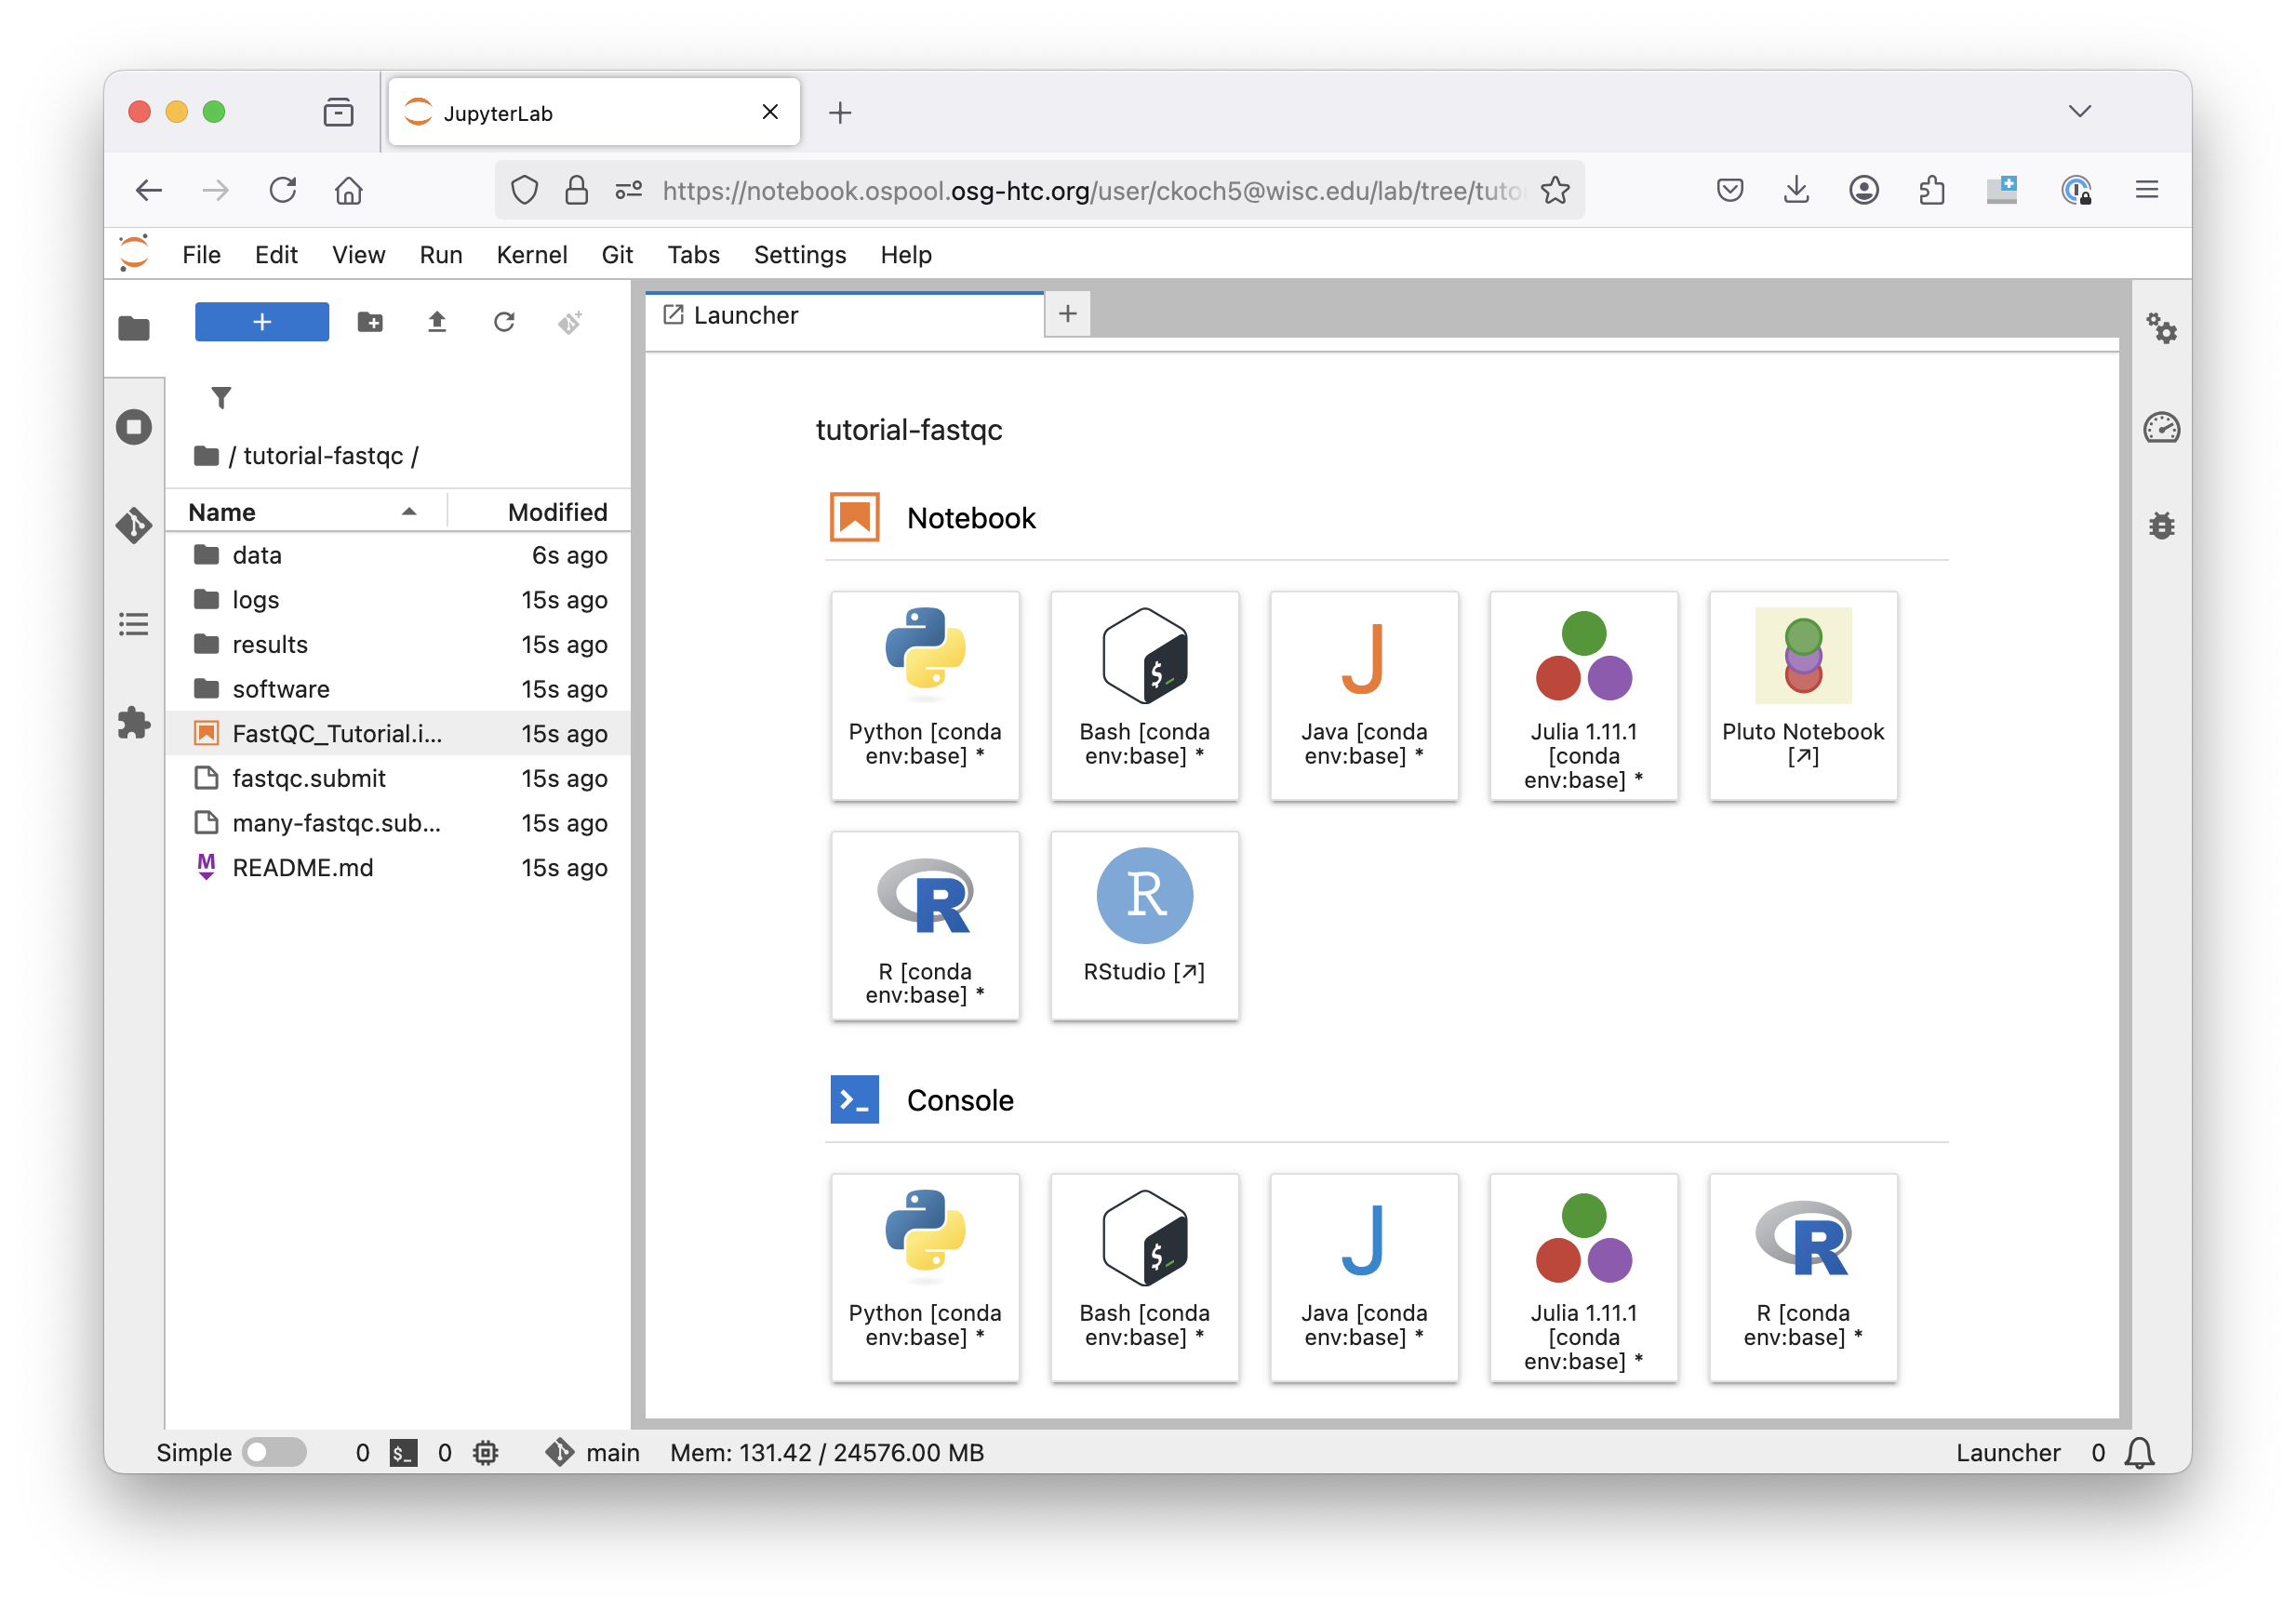 JupyterLab
https://notebook.ospool.osg-htc.org/user/ckoch5@wisc.edu/lab/tree/tuto
File Edit View Run Kernel Git Tabs Settings Help
Launcher
/ tutorial-fastqc /
Name Modified
data 6s ago
logs 15s ago
results 15s ago
software 15s ago
FastQC_Tutorial.i... 15s ago
fastqc.submit 15s ago
many-fastqc.sub... 15s ago
README.md 15s ago
tutorial-fastqc
Notebook
Python [conda
env:base] *
Bash [conda
env:base] *
Java [conda
env:base] *
Julia 1.11.1
[conda
env:base] *
Pluto Notebook
[↗]
R [conda
env:base] *
RStudio [↗]
Console
Python [conda
env:base] *
Bash [conda
env:base] *
Java [conda
env:base] *
Julia 1.11.1
[conda
env:base] *
R [conda
env:base] *
Simple 0 $_ 0 main Mem: 131.42 / 24576.00 MB Launcher 0